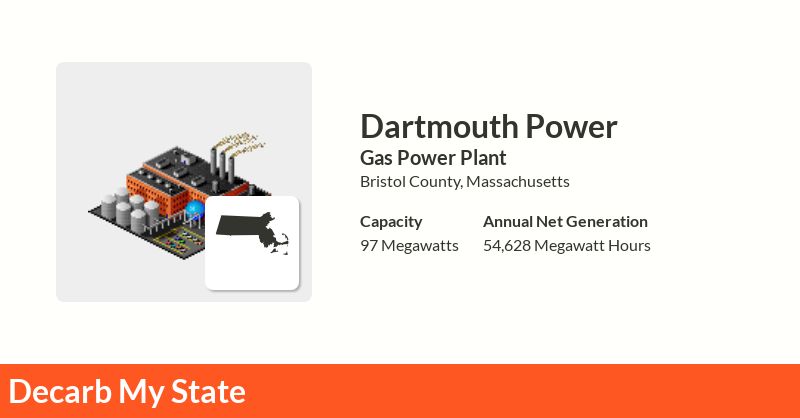 Dartmouth Power
Gas Power Plant
Bristol County, Massachusetts
Capacity
97 Megawatts
Annual Net Generation
54,628 Megawatt Hours
Decarb My State